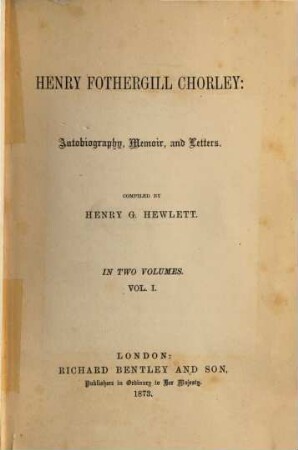 HENRY FOTHERGILL CHORLEY:
Autobiography, Memoir, and Letters.
COMPILED BY
HENRY G. HEWLETT.
IN TWO VOLUMES.
VOL. I.
LONDON:
RICHARD BENTLEY AND SON,
Publishers in Ordinary to Her Majesty.
1873.